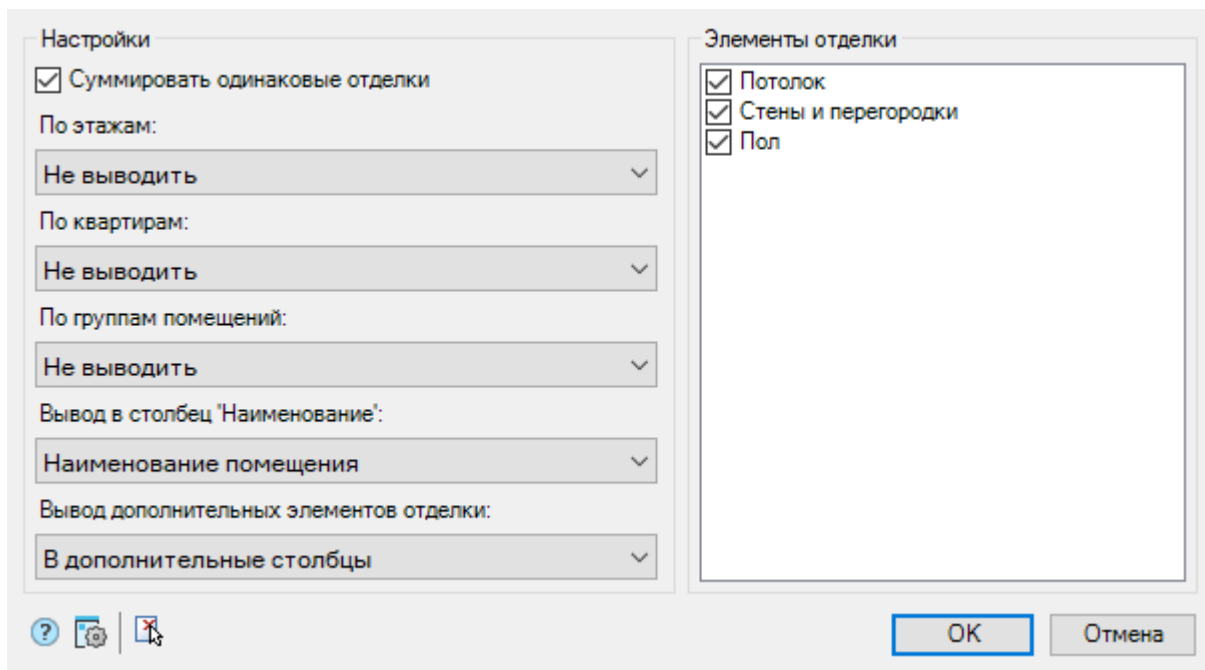 Настройки
Суммировать одинаковые отделки
По этажам:
Не выводить
По квартирам:
Не выводить
По группам помещений:
Не выводить
Вывод в столбец 'Наименование':
Наименование помещения
Вывод дополнительных элементов отделки:
В дополнительные столбцы
Элементы отделки
Потолок
Стены и перегородки
Пол
?
OK
Отмена